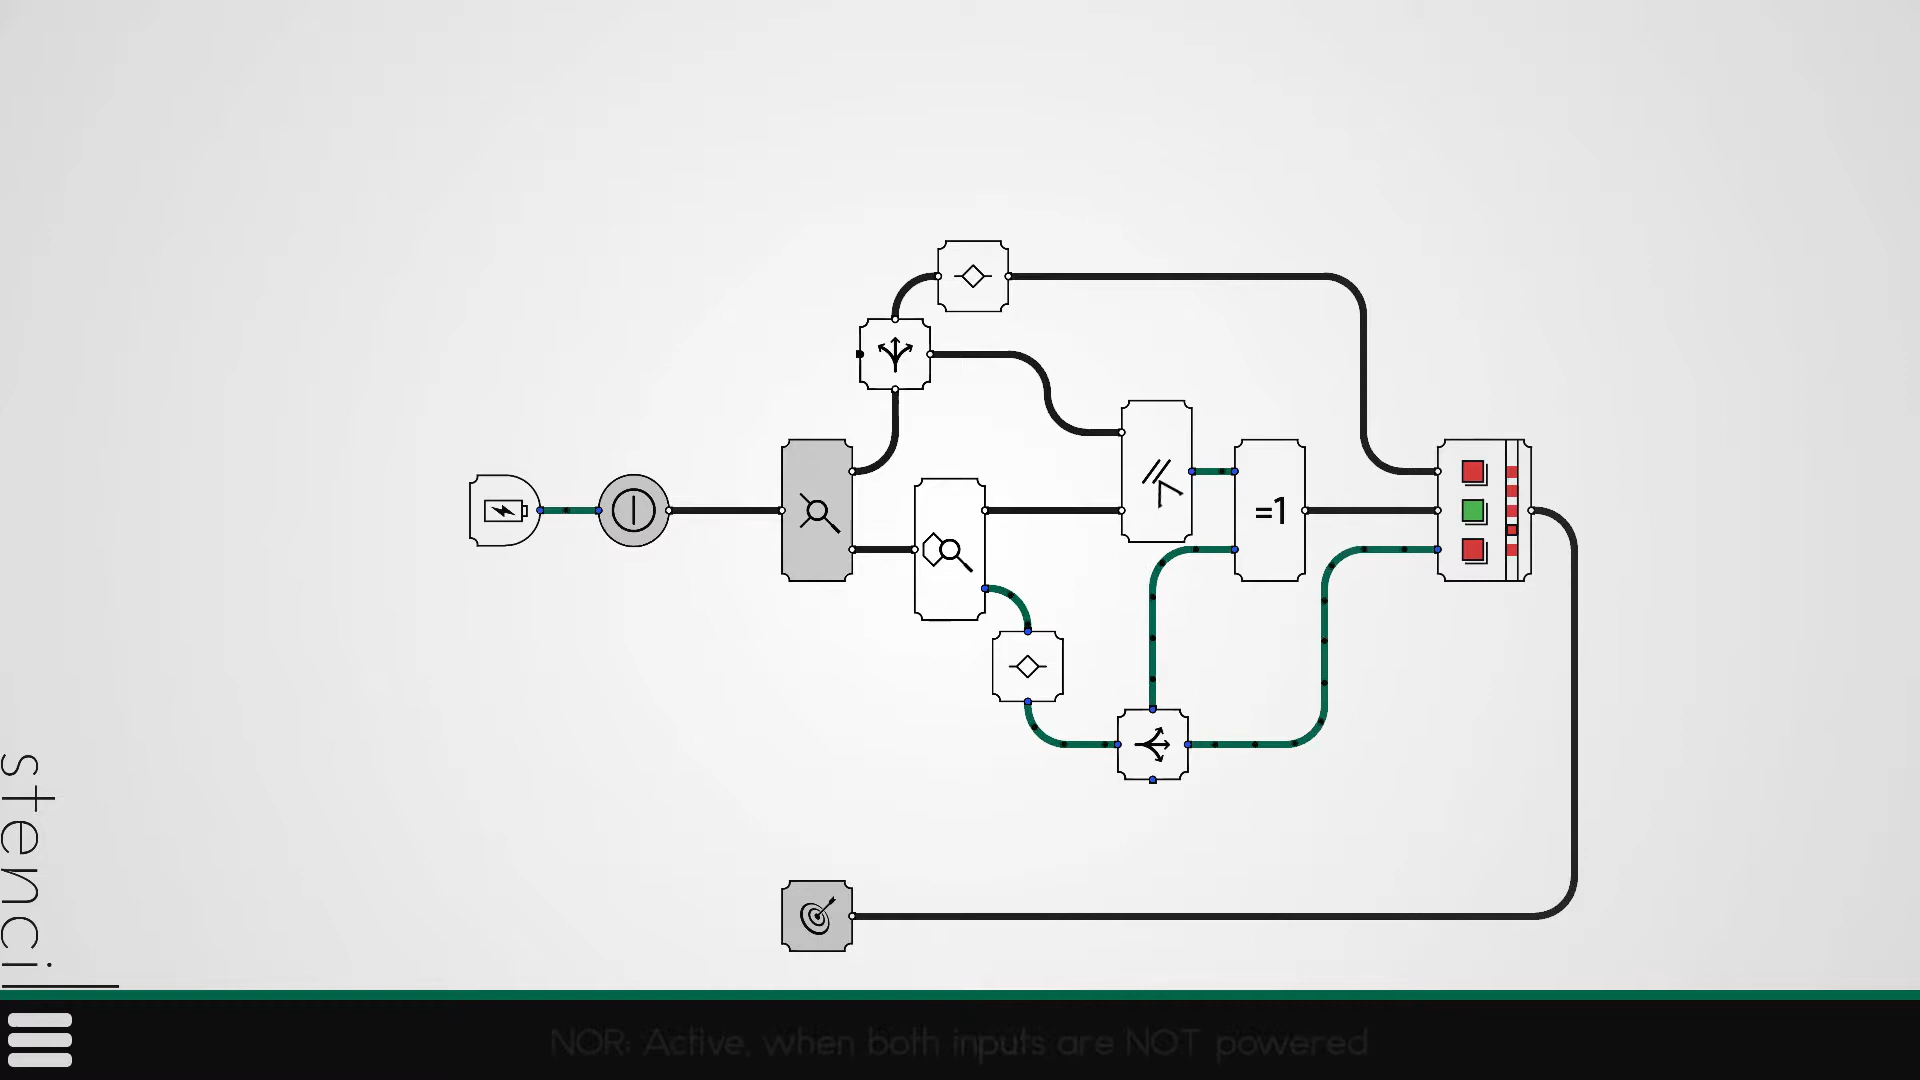 =1
stencil
NOR: Active, when both inputs are NOT powered